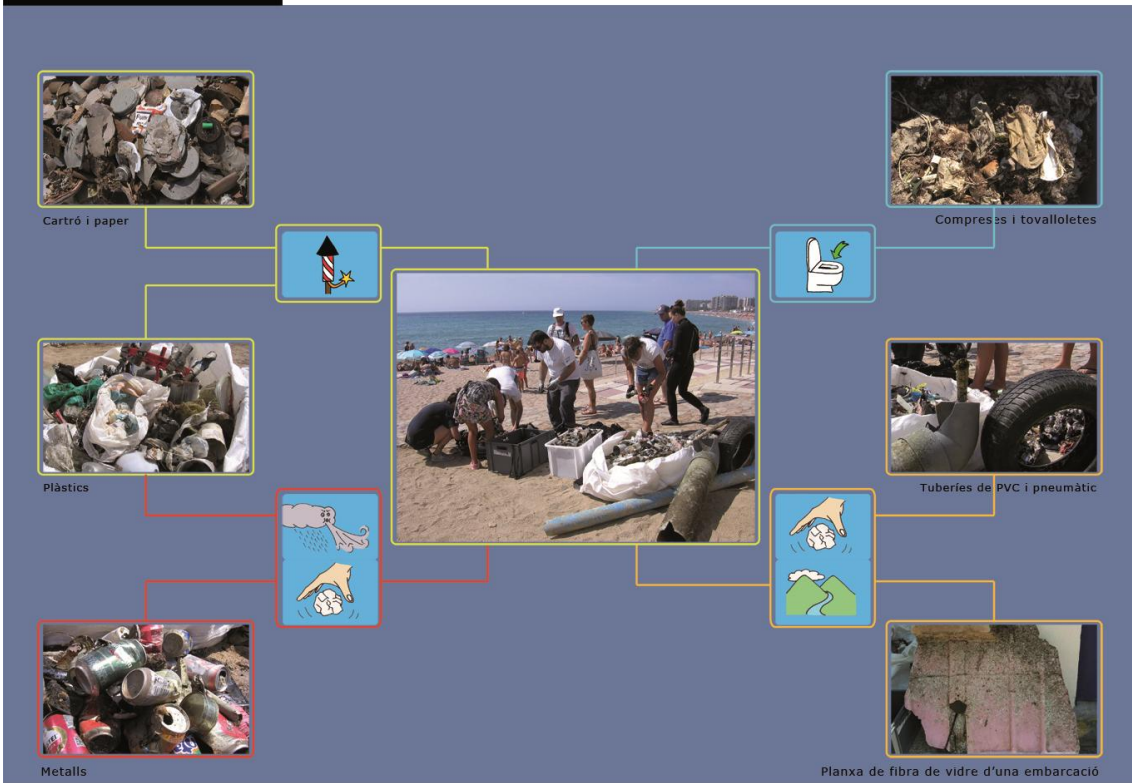 Cartró i paper
Compreses i tovalloletes
Plàstics
Tuberíes de PVC i pneumàtic
Metalls
Planxa de fibra de vidre d'una embarcació